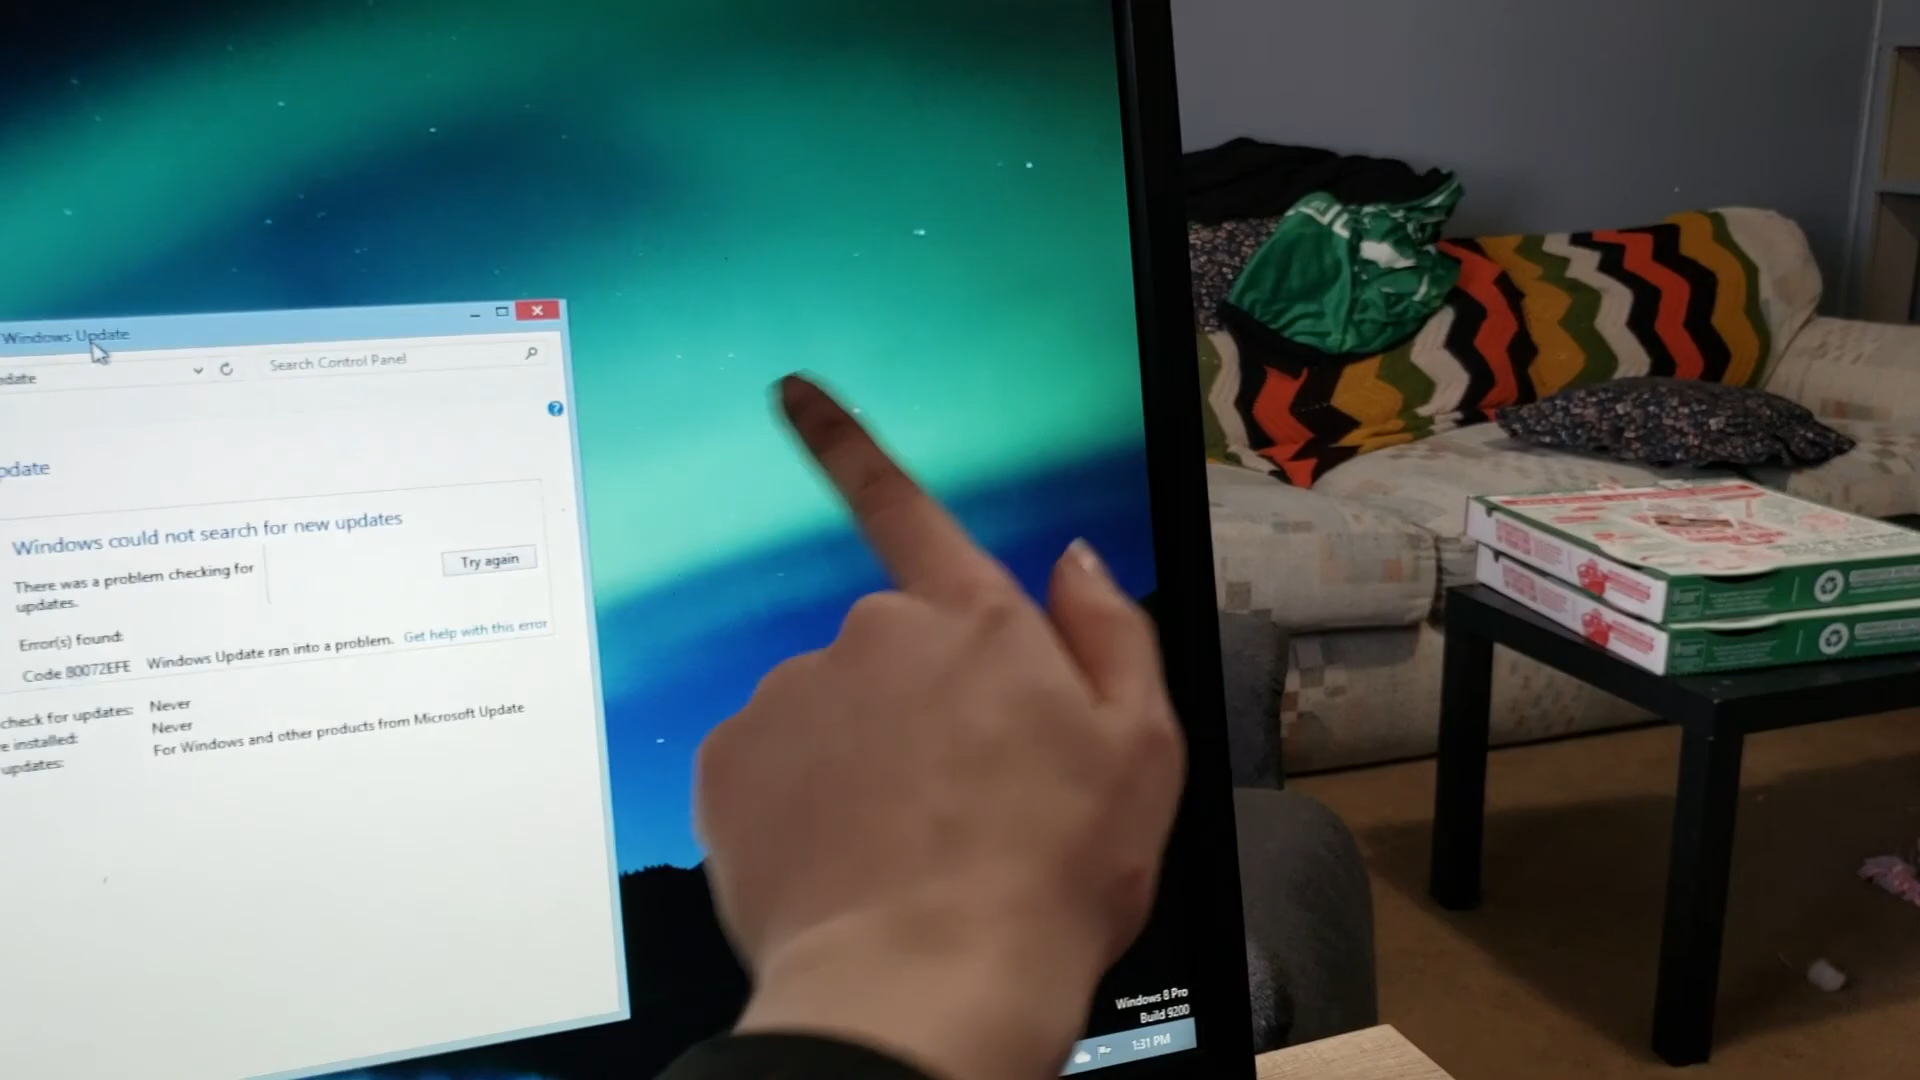 Windows Update
odate
Search Control Panel
pdate
Windows could not search for new updates
There was a problem checking for
updates.
Try again
Error(s) found:
Code 80072EFE Windows Update ran into a problem. Get help with this error
check for updates: Never
e installed: Never
updates: For Windows and other products from Microsoft Update
Windows 8 Pro
Build 9200
1:31 PM